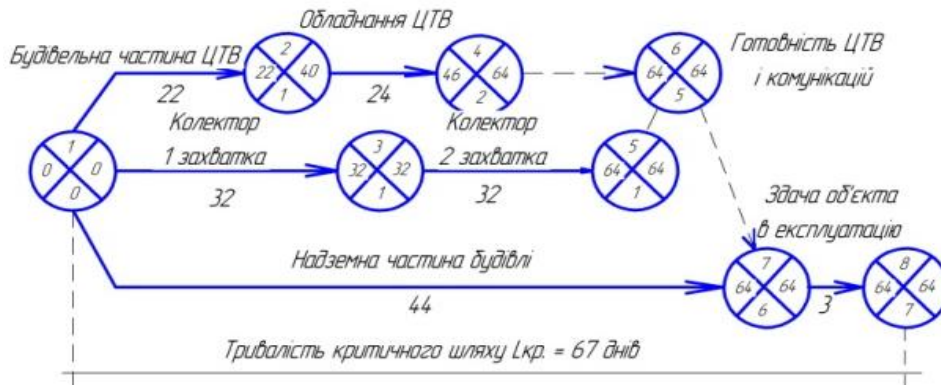 Обладнання ЦТВ
Будівельна частина ЦТВ
Готовність ЦТВ
і комунікацій
2
22 40
1
4
46 64
2
6
64 64
5
22
24
Колектор
1 захватка
32
Колектор
2 захватка
32
1
0 0
0
3
32 32
1
5
64 64
1
Здача об'єкта
в експлуатацію
Надземна частина будівлі
44
7
64 64
6
3
8
64 64
7
Тривалість критичного шляху Lкр. = 67 днів